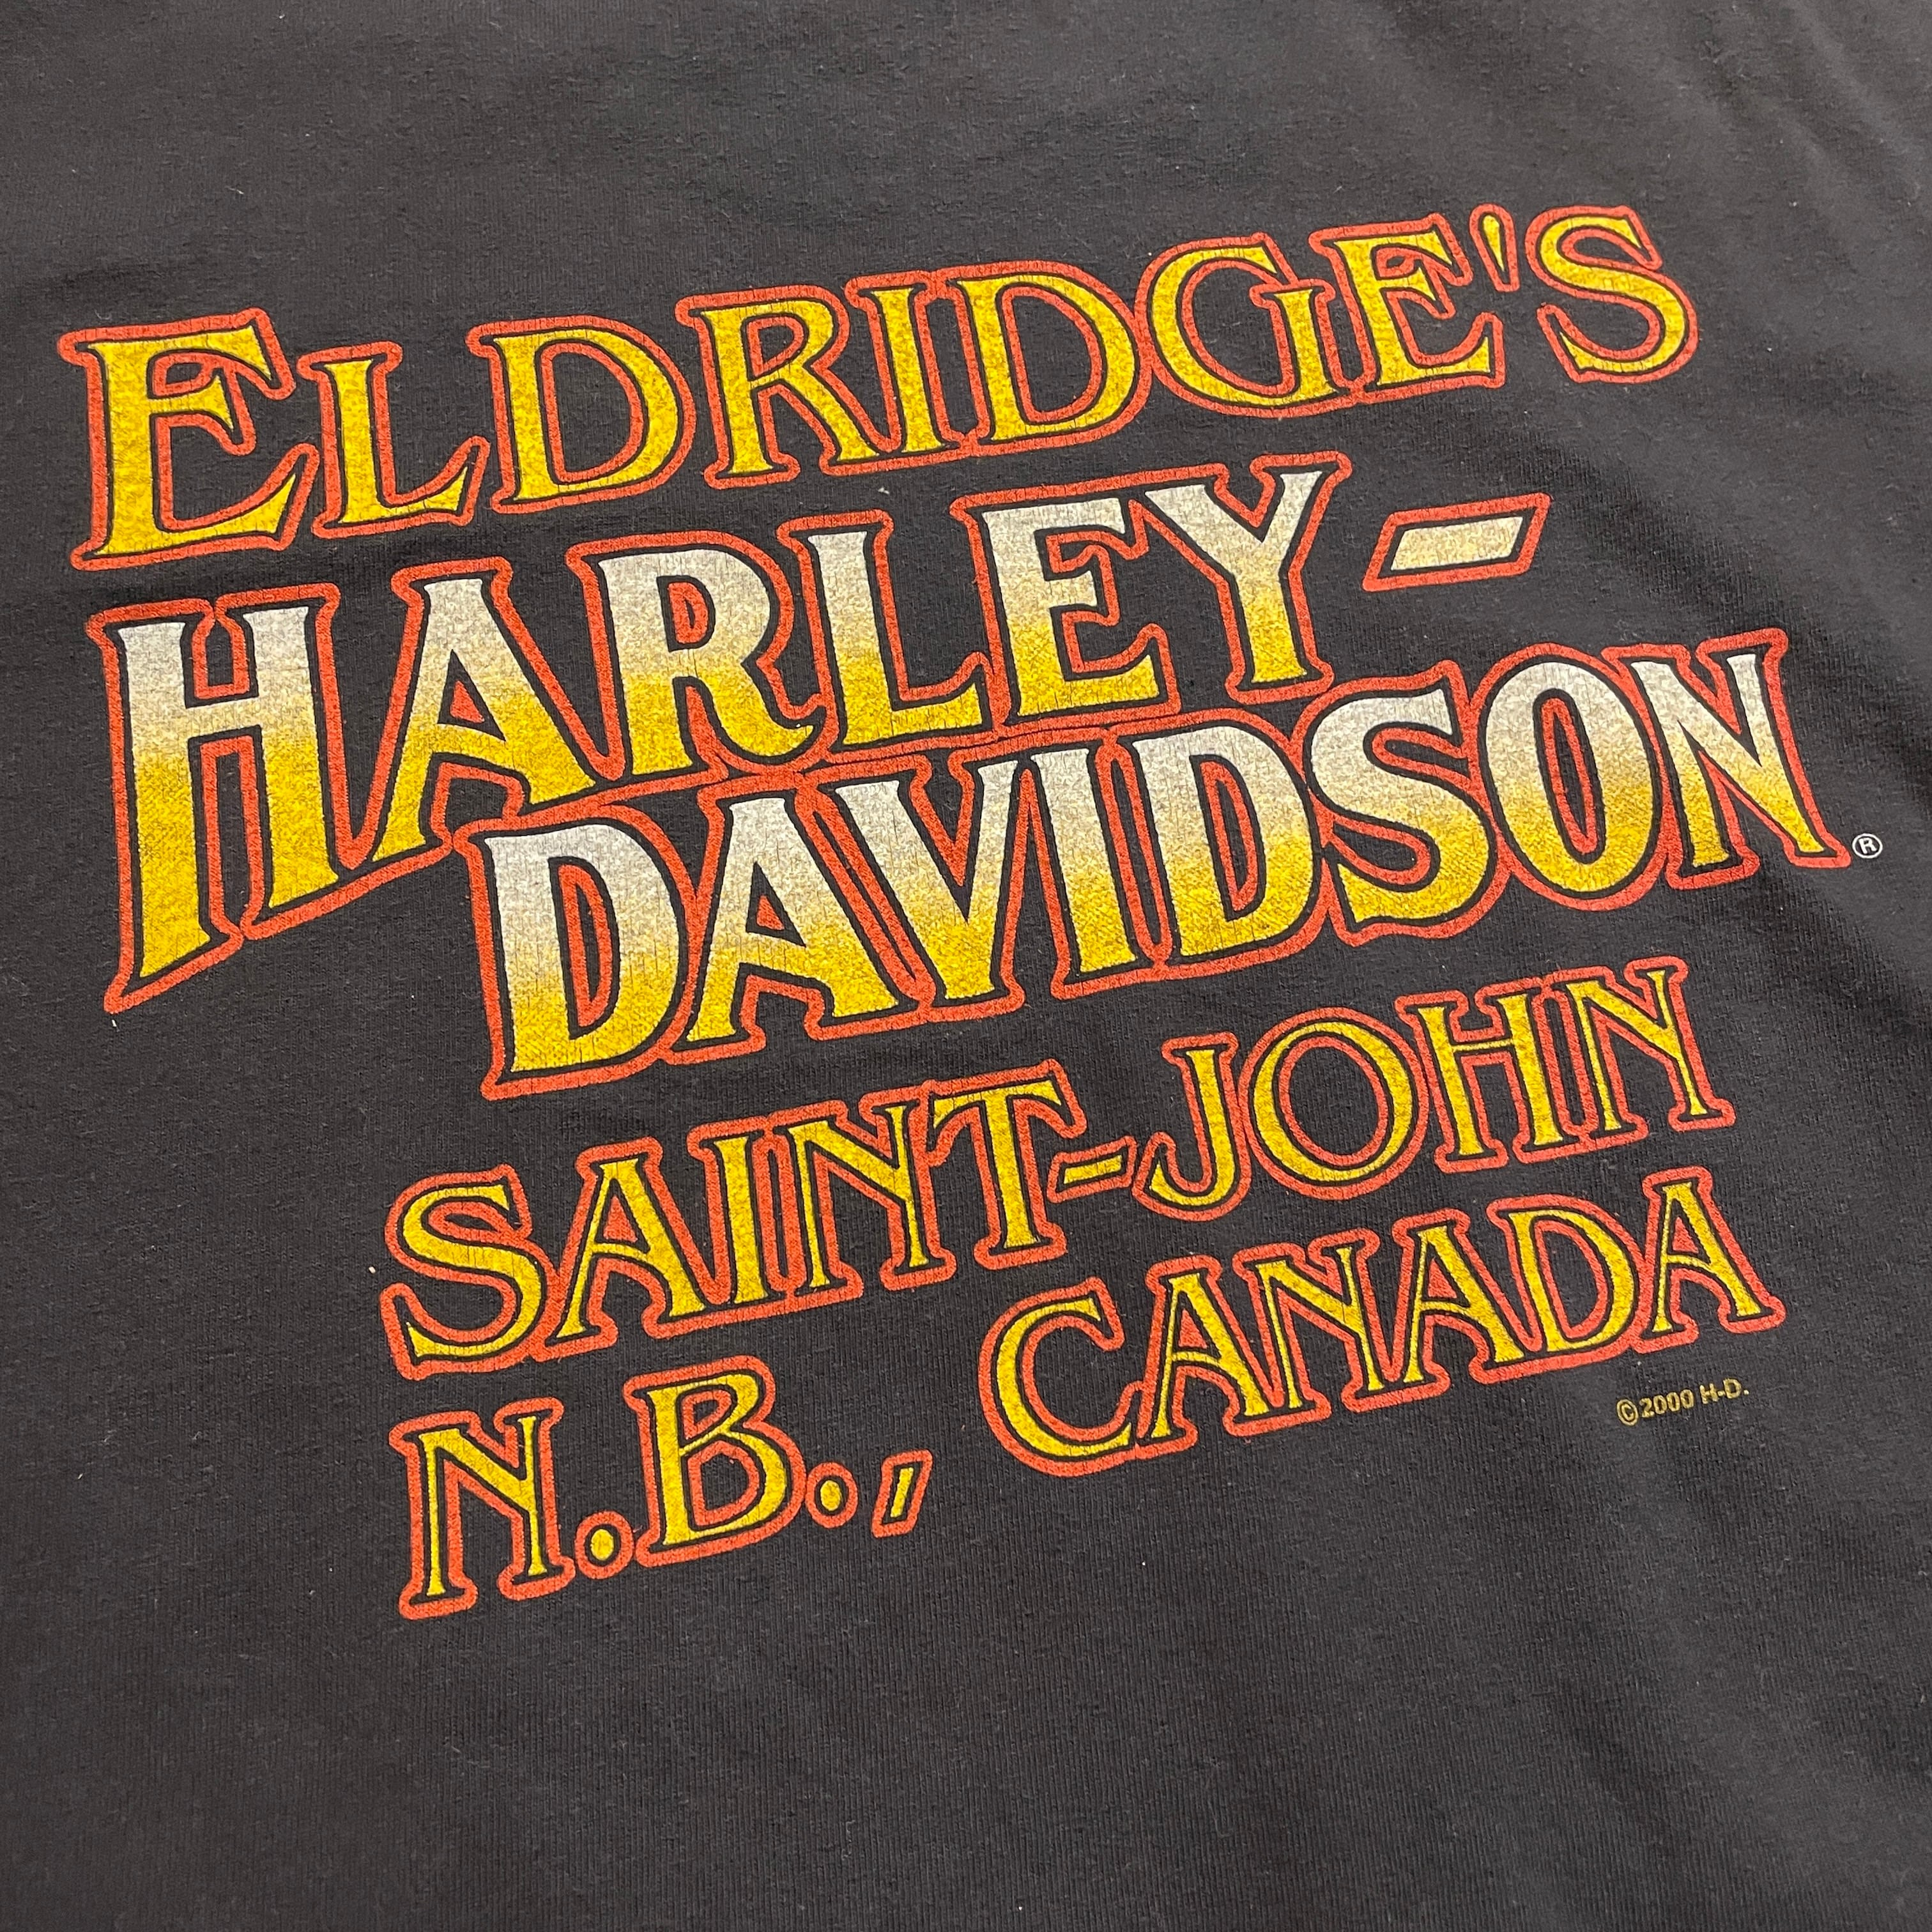 ELDRIDGE'S
HARLEY-
DAVIDSON®
SAINT-JOHN
N.B., CANADA
©2000 H-D.